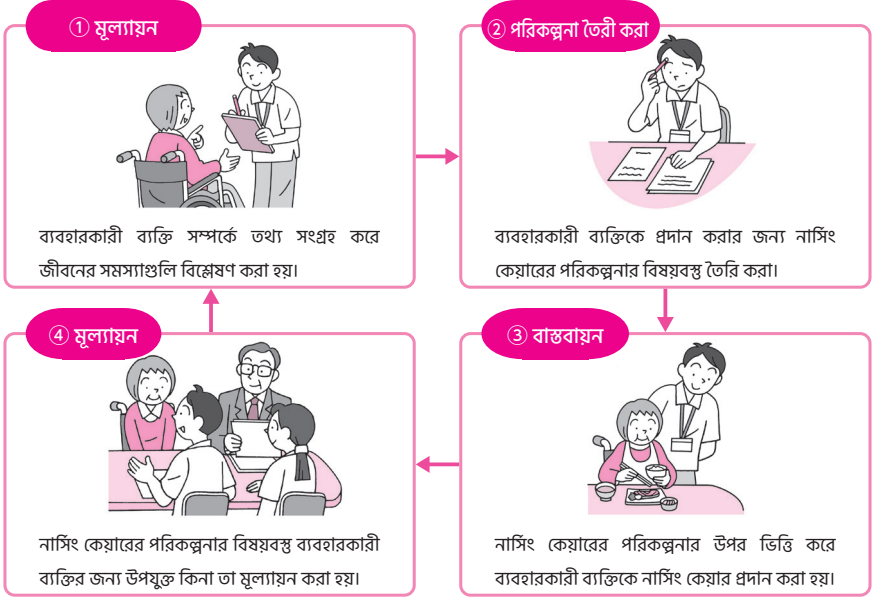 ① মূল্যায়ন
ব্যবহারকারী ব্যক্তি সম্পর্কে তথ্য সংগ্রহ করে
জীবনের সমস্যাগুলি বিশ্লেষণ করা হয়।
② পরিকল্পনা তৈরী করা
ব্যবহারকারী ব্যক্তিকে প্রদান করার জন্য নার্সিং
কেয়ারের পরিকল্পনার বিষয়বস্তু তৈরি করা।
③ বাস্তবায়ন
নার্সিং কেয়ারের পরিকল্পনার উপর ভিত্তি করে
ব্যবহারকারী ব্যক্তিকে নার্সিং কেয়ার প্রদান করা হয়।
④ মূল্যায়ন
নার্সিং কেয়ারের পরিকল্পনার বিষয়বস্তু ব্যবহারকারী
ব্যক্তির জন্য উপযুক্ত কিনা তা মূল্যায়ন করা হয়।